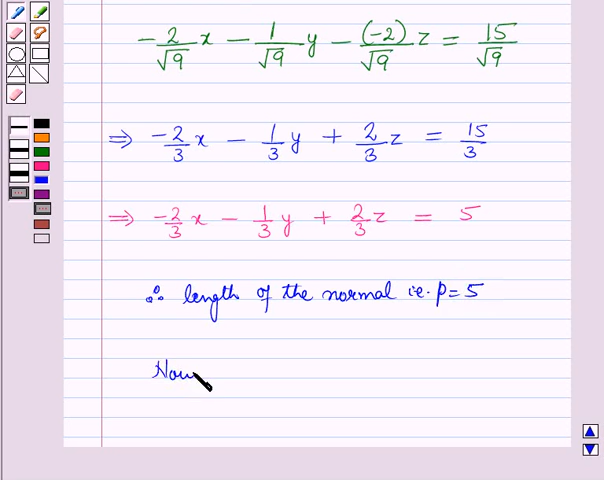 -2/√9 x - 1/√9 y - (-2)/√9 z = 15/√9
⇒ -2/3 x - 1/3 y + 2/3 z = 15/3
⇒ -2/3 x - 1/3 y + 2/3 z = 5
∴ length of the normal i.e. p = 5
Now